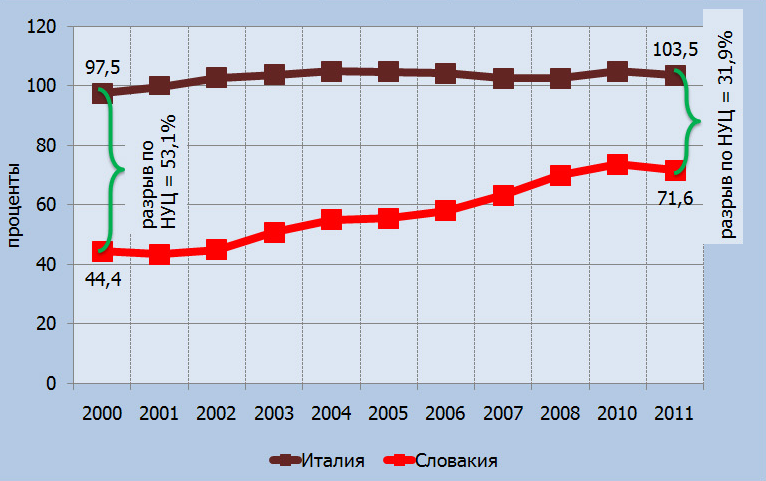 120
100
80
60
40
20
0
проценты
97,5
44,4
разрыв по
НУЦ = 53,1%
103,5
71,6
разрыв по НУЦ = 31,9%
2000 2001 2002 2003 2004 2005 2006 2007 2008 2010 2011
Италия Словакия